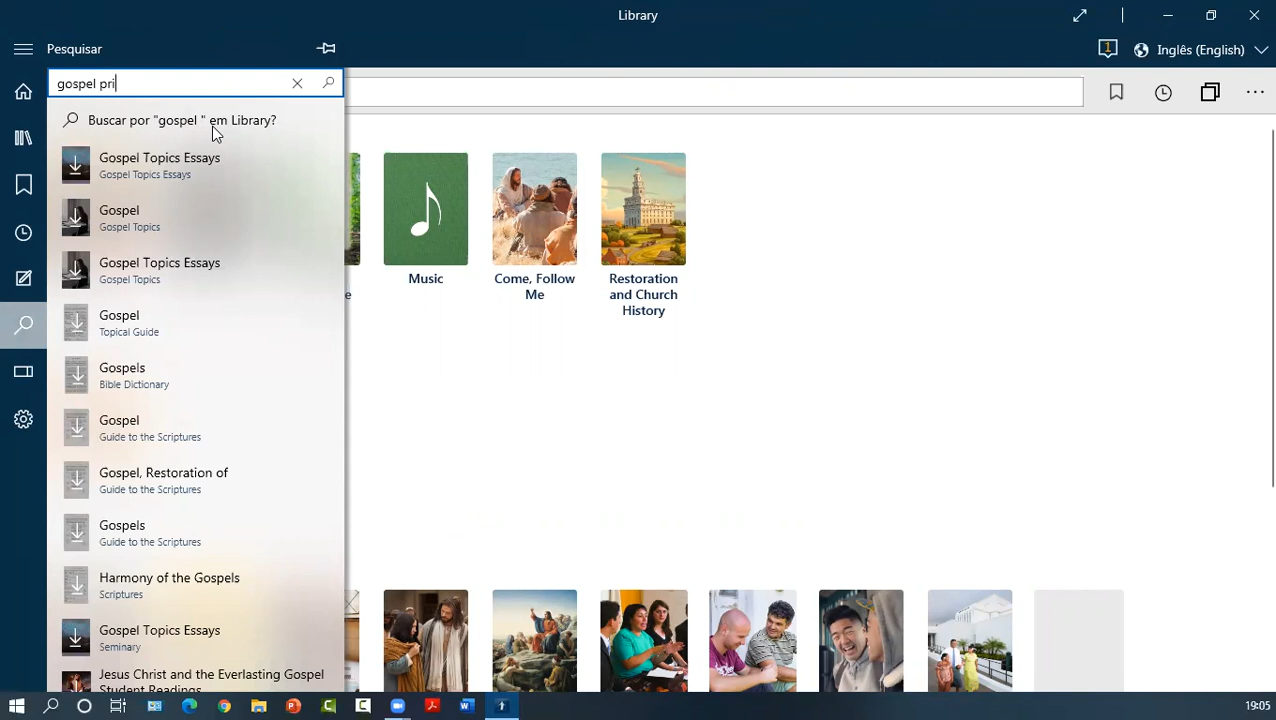 Library
Pesquisar
1
Inglês (English)
gospel pri
Buscar por "gospel " em Library?
Gospel Topics Essays
Gospel Topics Essays
Gospel
Gospel Topics
Gospel Topics Essays
Gospel Topics
Gospel
Topical Guide
Gospels
Bible Dictionary
Gospel
Guide to the Scriptures
Gospel, Restoration of
Guide to the Scriptures
Gospels
Guide to the Scriptures
Harmony of the Gospels
Scriptures
Gospel Topics Essays
Seminary
Jesus Christ and the Everlasting Gospel
Student Readings
e
Music
Come, Follow
Me
Restoration
and Church
History
19:05